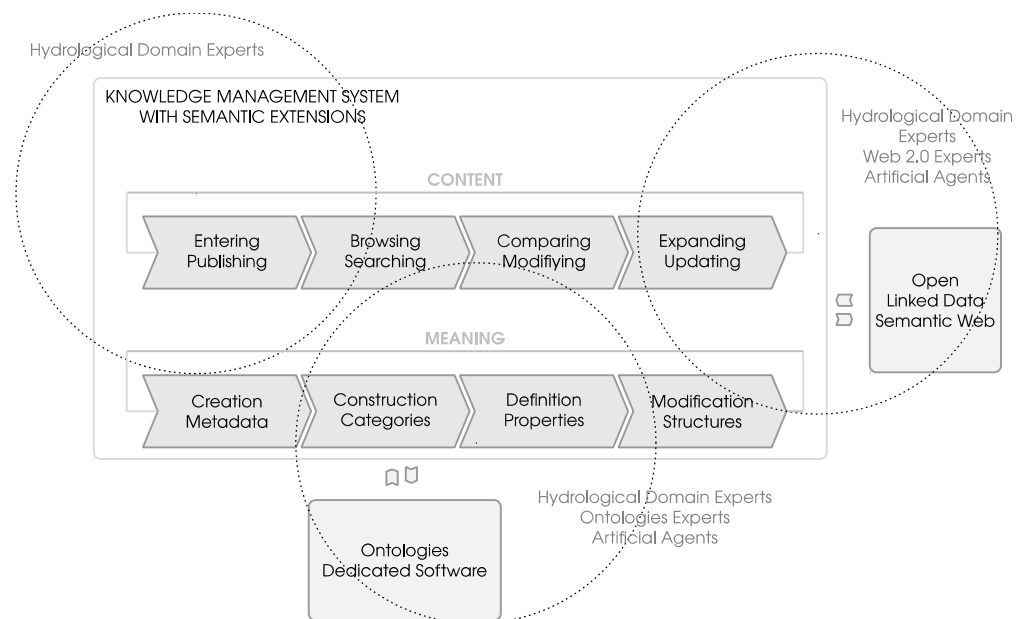 Hydrological Domain Experts
KNOWLEDGE MANAGEMENT SYSTEM
WITH SEMANTIC EXTENSIONS
Hydrological Domain
Experts
Web 2.0 Experts
Artificial Agents
CONTENT
Entering
Publishing
Browsing
Searching
Comparing
Modifiying
Expanding
Updating
Open
Linked Data
Semantic Web
MEANING
Creation
Metadata
Construction
Categories
Definition
Properties
Modification
Structures
Hydrological Domain Experts
Ontologies Experts
Artificial Agents
Ontologies
Dedicated Software